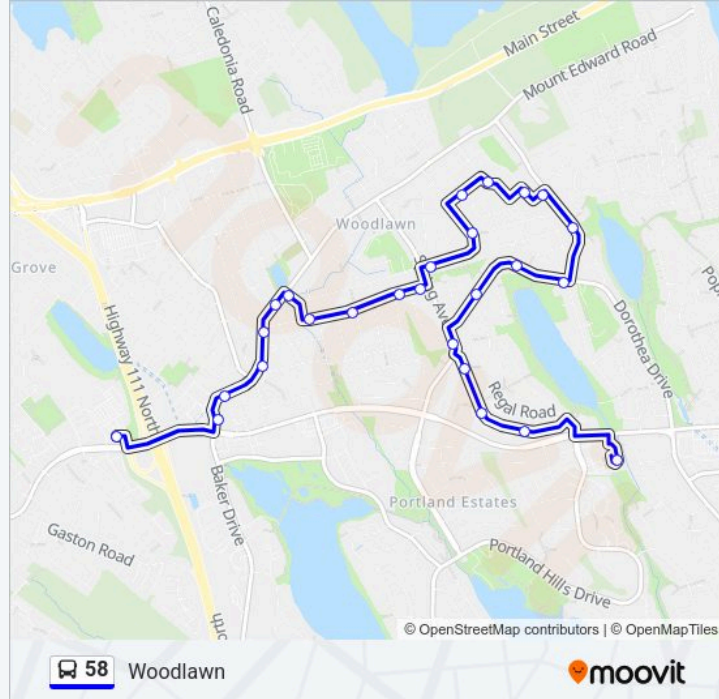 Main Street
Mount Edward Road
Caledonia Road
Woodlawn
Grove
Highway 111 North
Dorothea Drive
Regal Road
Baker Drive
Portland Estates
Gaston Road
Portland Hills Drive
© OpenStreetMap contributors | © OpenMapTiles
58 Woodlawn
moovit